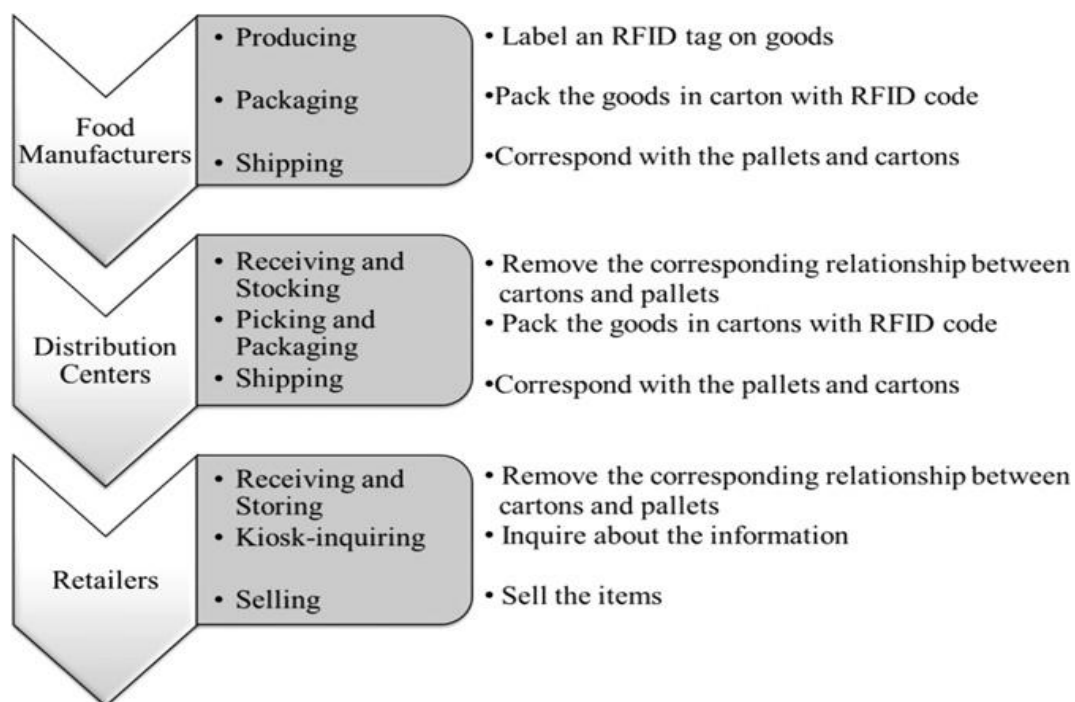 Food
Manufacturers
• Producing
• Packaging
• Shipping
• Label an RFID tag on goods
•Pack the goods in carton with RFID code
•Correspond with the pallets and cartons
Distribution
Centers
• Receiving and
Stocking
• Picking and
Packaging
• Shipping
• Remove the corresponding relationship between
cartons and pallets
• Pack the goods in cartons with RFID code
•Correspond with the pallets and cartons
Retailers
• Receiving and
Storing
• Kiosk-inquiring
• Selling
• Remove the corresponding relationship between
cartons and pallets
• Inquire about the information
• Sell the items